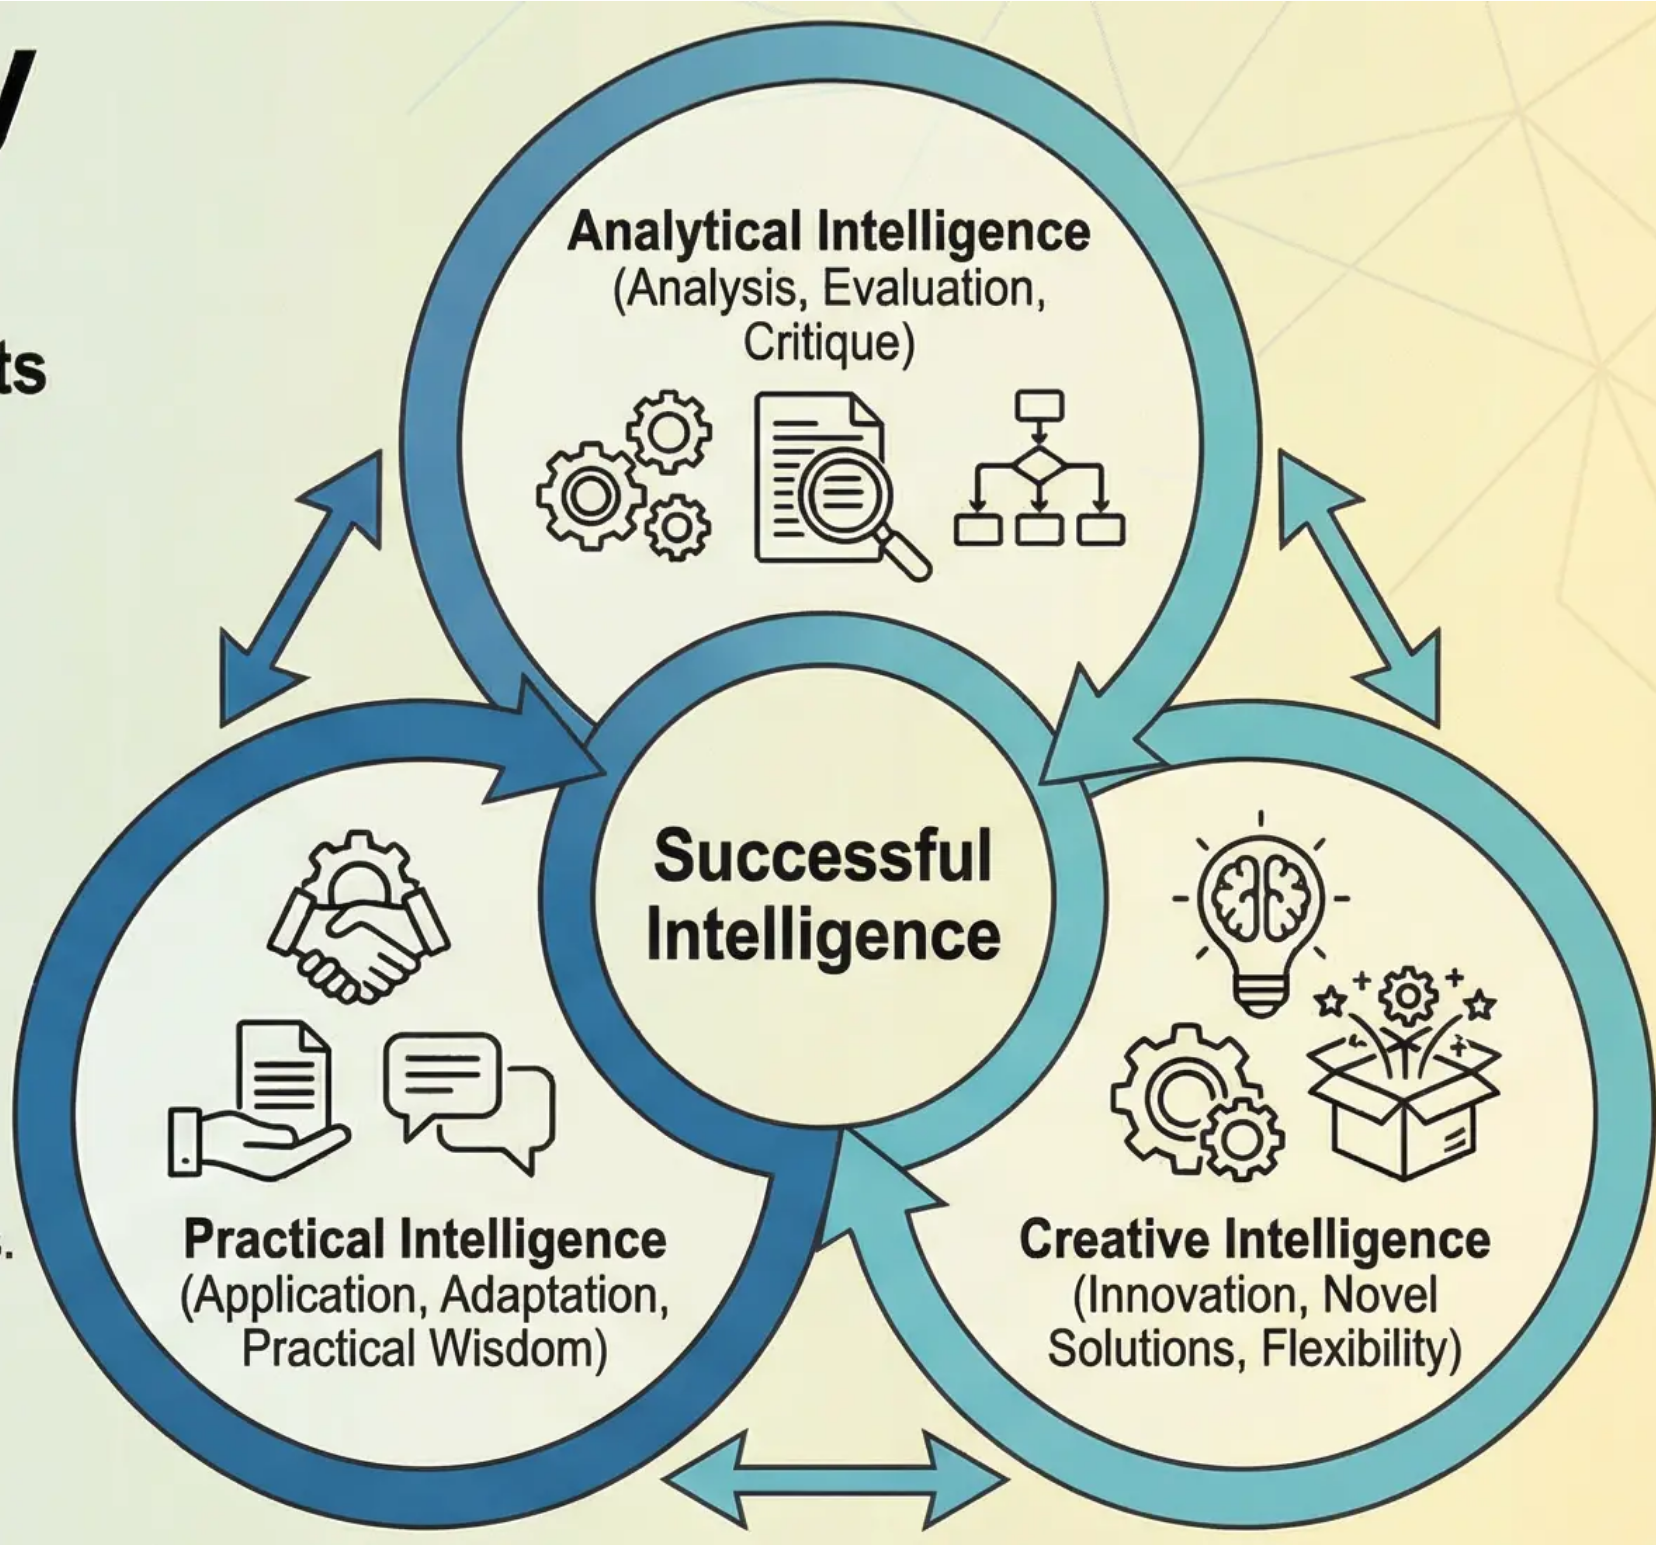 y
ts
Analytical Intelligence
(Analysis, Evaluation,
Critique)
Successful
Intelligence
s.
Practical Intelligence
(Application, Adaptation,
Practical Wisdom)
Creative Intelligence
(Innovation, Novel
Solutions, Flexibility)